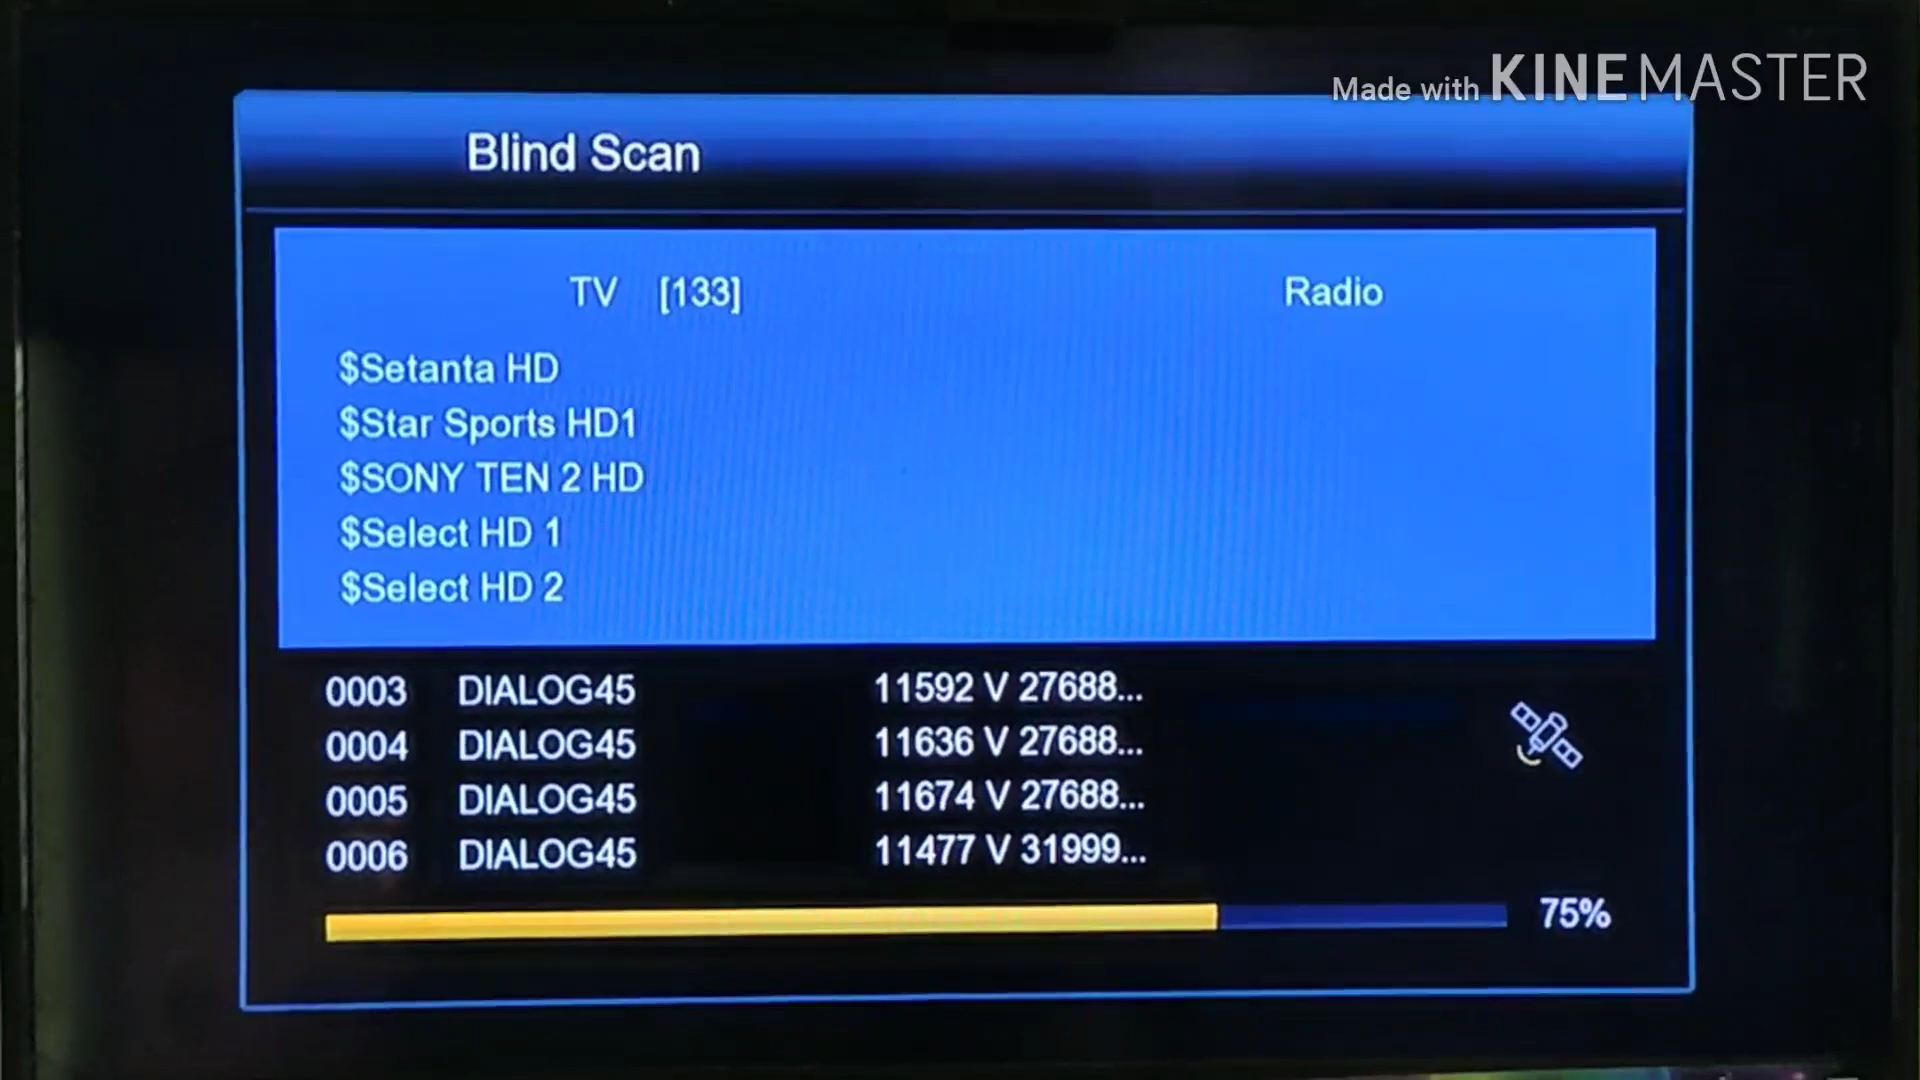 Made with KINEMASTER
Blind Scan
TV [133] Radio
$Setanta HD
$Star Sports HD1
$SONY TEN 2 HD
$Select HD 1
$Select HD 2
0003 DIALOG45 11592 V 27688...
0004 DIALOG45 11636 V 27688...
0005 DIALOG45 11674 V 27688...
0006 DIALOG45 11477 V 31999...
75%